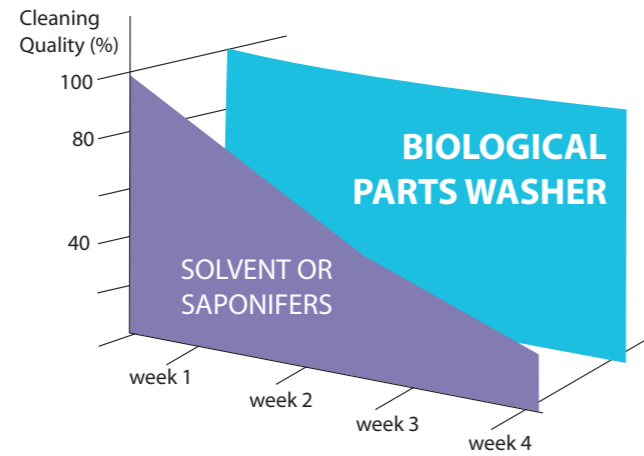 Cleaning
Quality (%)
100
80
40
BIOLOGICAL
PARTS WASHER
SOLVENT OR
SAPONIFERS
week 1
week 2
week 3
week 4